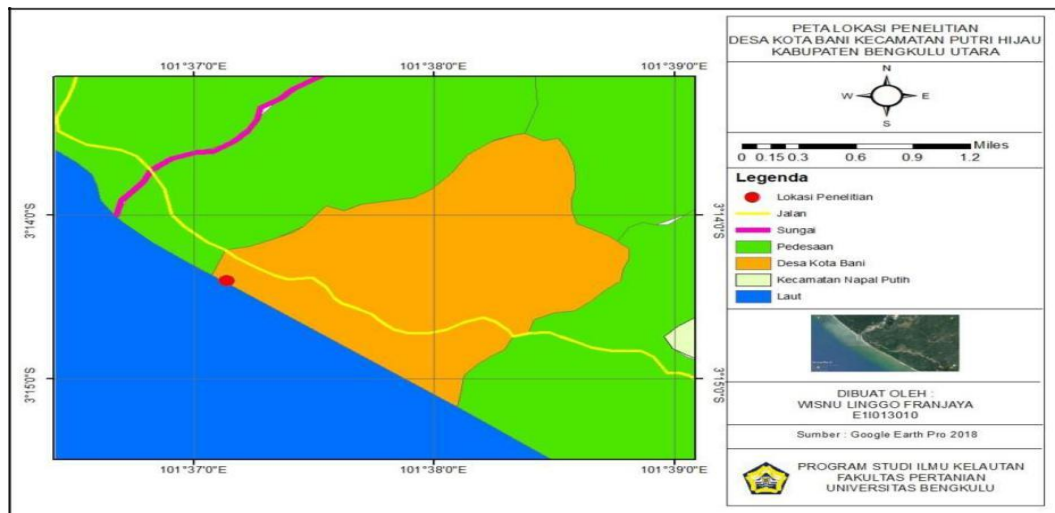 PETA LOKASI PENELITIAN
DESA KOTA BANI KECAMATAN PUTRI HIJAU
KABUPATEN BENGKULU UTARA
N
W E
S
Miles
0 0.15 0.3 0.6 0.9 1.2
Legenda
Lokasi Penelitian
Jalan
Sungai
Pedesaan
Desa Kota Bani
Kecamatan Napal Putih
Laut
DIBUAT OLEH :
WISNU LINGGO FRANJAYA
E1I013010
Sumber : Google Earth Pro 2018
PROGRAM STUDI ILMU KELAUTAN
FAKULTAS PERTANIAN
UNIVERSITAS BENGKULU
101°37'0"E 101°38'0"E 101°39'0"E
3°14'0"S 3°14'0"S
3°15'0"S 3°15'0"S
101°37'0"E 101°38'0"E 101°39'0"E